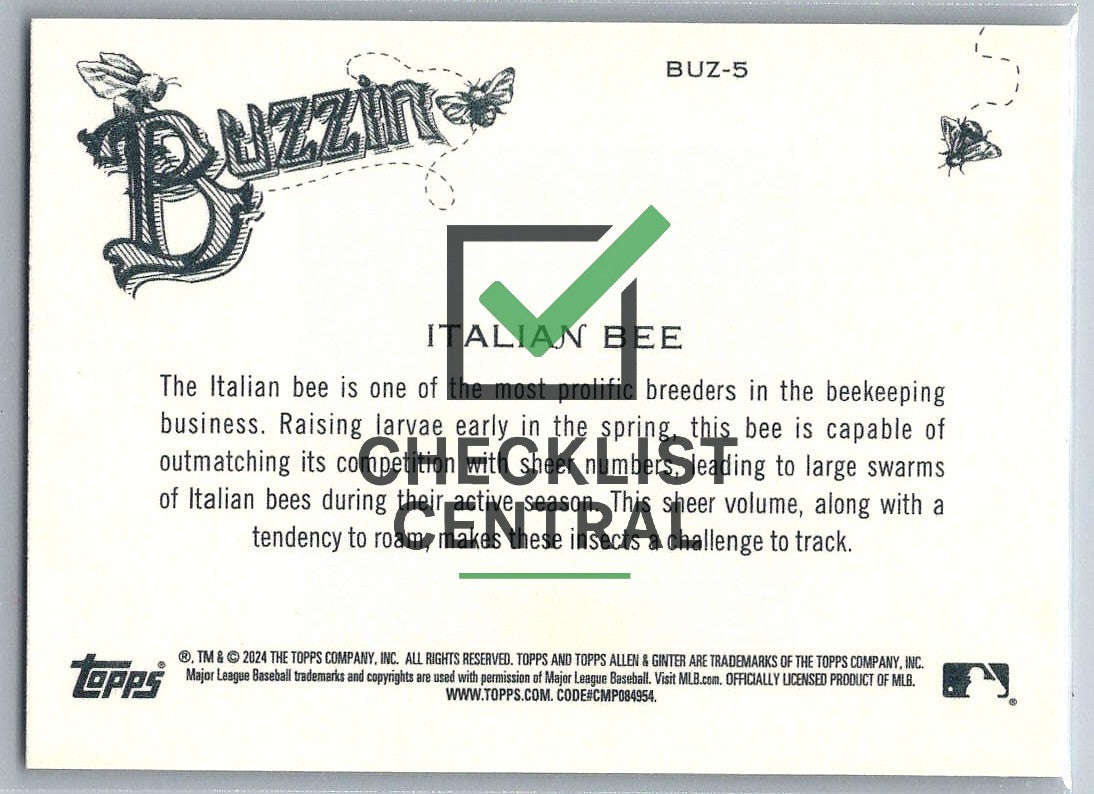 Buzzin
BUZ-5
ITALIAN BEE
The Italian bee is one of the most prolific breeders in the beekeeping
business. Raising larvae early in the spring, this bee is capable of
outmatching its competition with sheer numbers, leading to large swarms
of Italian bees during their active season. This sheer volume, along with a
tendency to roam, makes these insects a challenge to track.
CHECKLIST
CENTRAL
Topps®
®, TM & © 2024 THE TOPPS COMPANY, INC. ALL RIGHTS RESERVED. TOPPS AND TOPPS ALLEN & GINTER ARE TRADEMARKS OF THE TOPPS COMPANY, INC.
Major League Baseball trademarks and copyrights are used with permission of Major League Baseball. Visit MLB.com. OFFICIALLY LICENSED PRODUCT OF MLB.
WWW.TOPPS.COM. CODE#CMP084954.
®